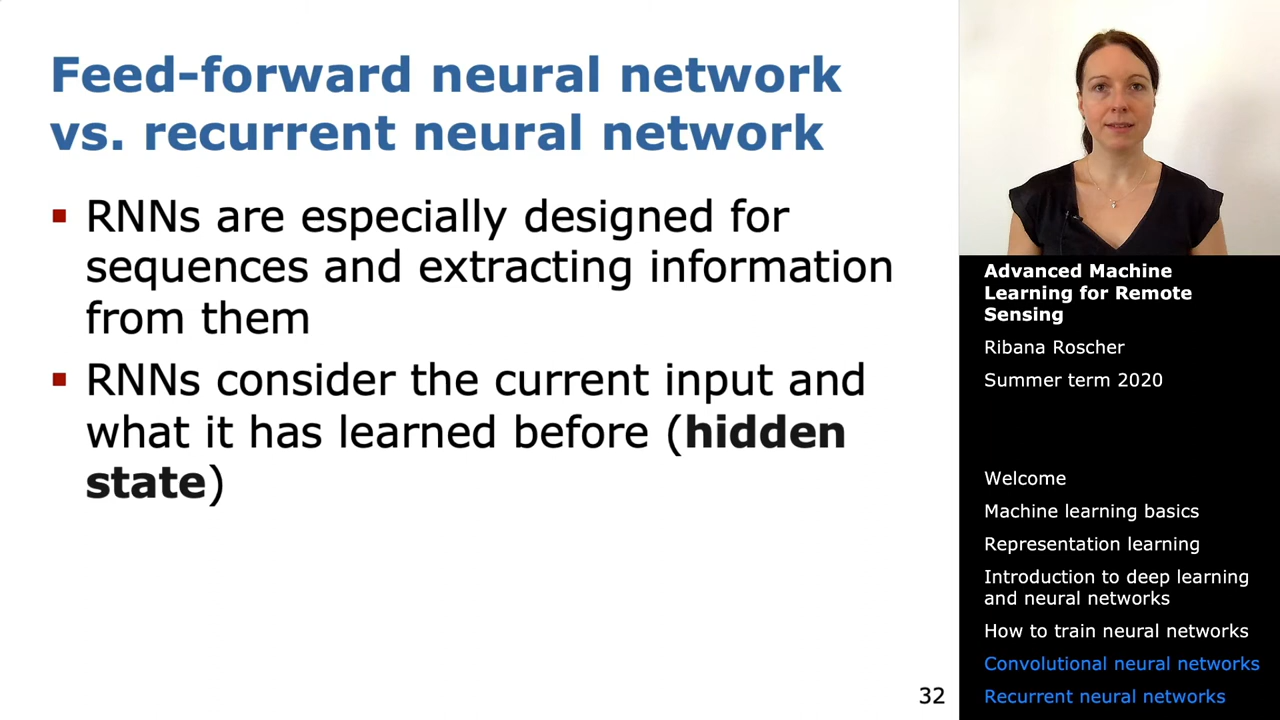 Feed-forward neural network
vs. recurrent neural network
▪ RNNs are especially designed for
sequences and extracting information
from them
▪ RNNs consider the current input and
what it has learned before (hidden
state)
32
Advanced Machine
Learning for Remote
Sensing
Ribana Roscher
Summer term 2020
Welcome
Machine learning basics
Representation learning
Introduction to deep learning
and neural networks
How to train neural networks
Convolutional neural networks
Recurrent neural networks